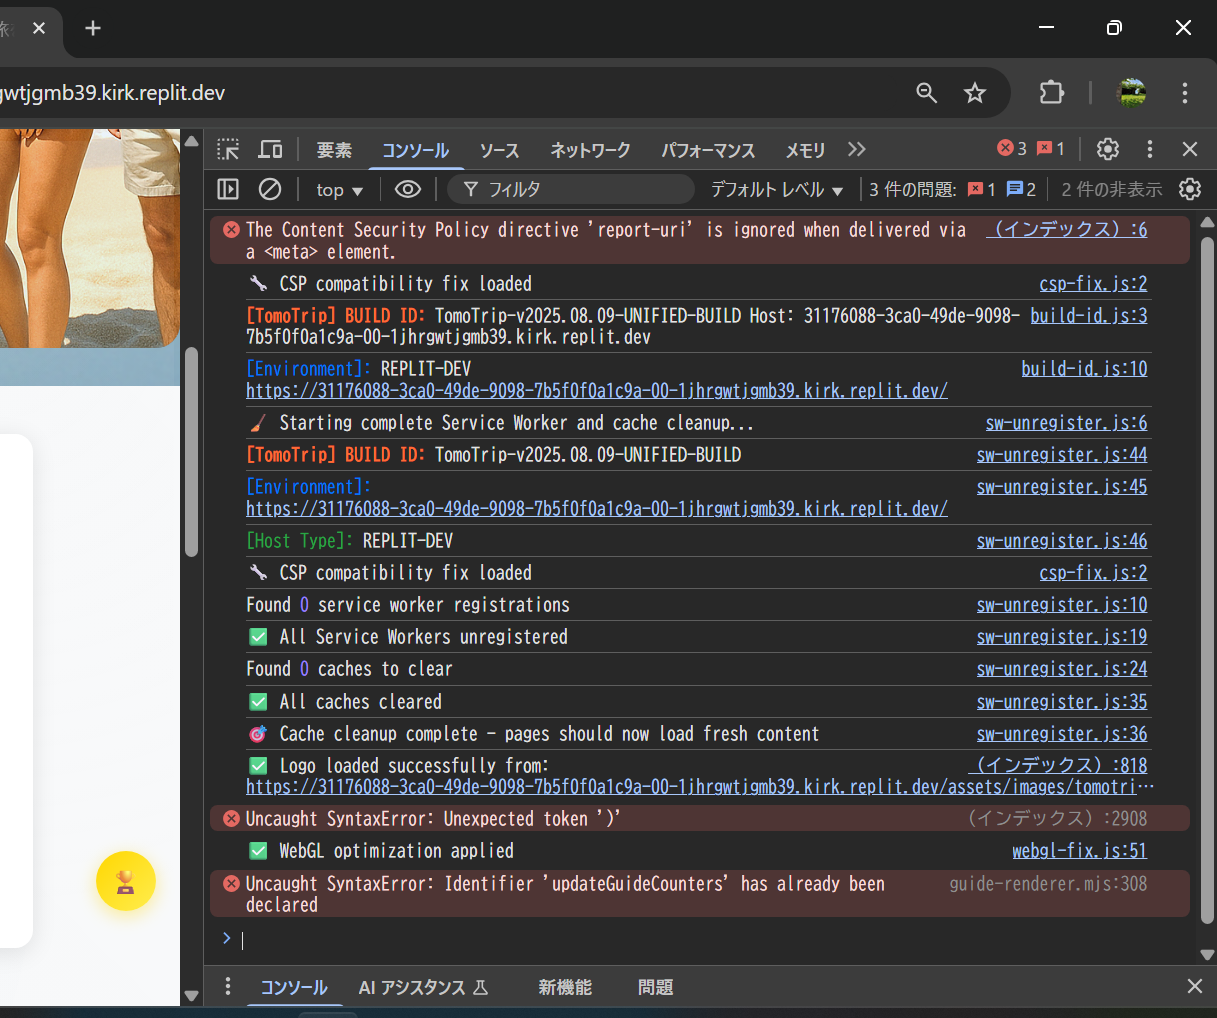 旅
gwtjgmb39.kirk.replit.dev
要素 コンソール ソース ネットワーク パフォーマンス メモリ 3 1
top フィルタ デフォルト レベル 3 件の問題: 1 2 2 件の非表示
The Content Security Policy directive 'report-uri' is ignored when delivered via （インデックス）:6
a <meta> element.
CSP compatibility fix loaded csp-fix.js:2
[TomoTrip] BUILD ID: TomoTrip-v2025.08.09-UNIFIED-BUILD Host: 31176088-3ca0-49de-9098- build-id.js:3
7b5f0f0a1c9a-00-1jhrgwtjgmb39.kirk.replit.dev
[Environment]: REPLIT-DEV build-id.js:10
https://31176088-3ca0-49de-9098-7b5f0f0a1c9a-00-1jhrgwtjgmb39.kirk.replit.dev/
Starting complete Service Worker and cache cleanup... sw-unregister.js:6
[TomoTrip] BUILD ID: TomoTrip-v2025.08.09-UNIFIED-BUILD sw-unregister.js:44
[Environment]: sw-unregister.js:45
https://31176088-3ca0-49de-9098-7b5f0f0a1c9a-00-1jhrgwtjgmb39.kirk.replit.dev/
[Host Type]: REPLIT-DEV sw-unregister.js:46
CSP compatibility fix loaded csp-fix.js:2
Found 0 service worker registrations sw-unregister.js:10
All Service Workers unregistered sw-unregister.js:19
Found 0 caches to clear sw-unregister.js:24
All caches cleared sw-unregister.js:35
Cache cleanup complete - pages should now load fresh content sw-unregister.js:36
Logo loaded successfully from: （インデックス）:818
https://31176088-3ca0-49de-9098-7b5f0f0a1c9a-00-1jhrgwtjgmb39.kirk.replit.dev/assets/images/tomotri…
Uncaught SyntaxError: Unexpected token ')' （インデックス）:2908
WebGL optimization applied webgl-fix.js:51
Uncaught SyntaxError: Identifier 'updateGuideCounters' has already been guide-renderer.mjs:308
declared
コンソール AI アシスタンス 新機能 問題